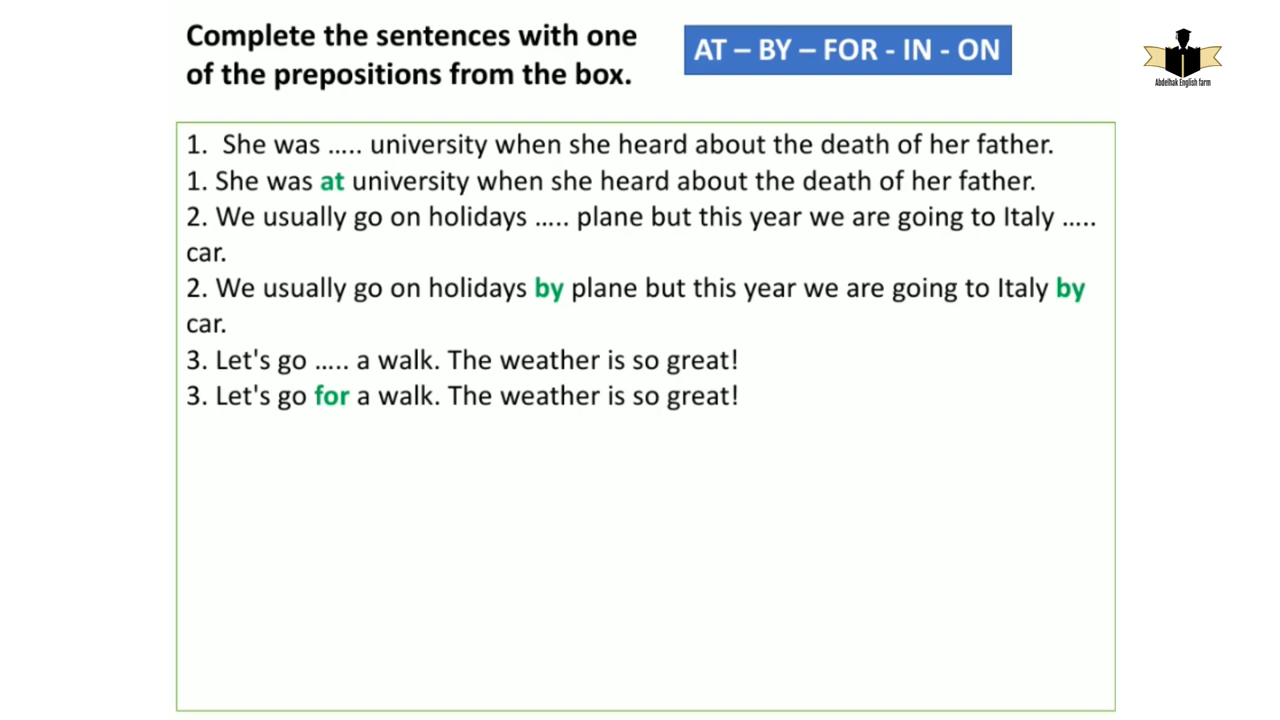 Complete the sentences with one
of the prepositions from the box.
AT – BY – FOR - IN - ON
Abdelhak English farm
1.  She was ….. university when she heard about the death of her father.
1. She was at university when she heard about the death of her father.
2. We usually go on holidays ….. plane but this year we are going to Italy …..
car.
2. We usually go on holidays by plane but this year we are going to Italy by
car.
3. Let's go ….. a walk. The weather is so great!
3. Let's go for a walk. The weather is so great!